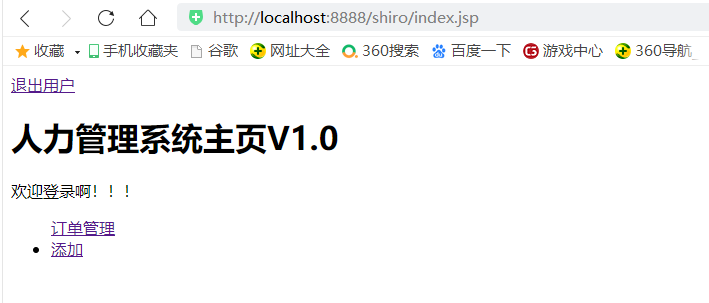 http://localhost:8888/shiro/index.jsp
收藏 手机收藏夹 谷歌 网址大全 360搜索 百度一下 游戏中心 360导航_
退出用户
人力管理系统主页V1.0
欢迎登录啊！！！
订单管理
添加